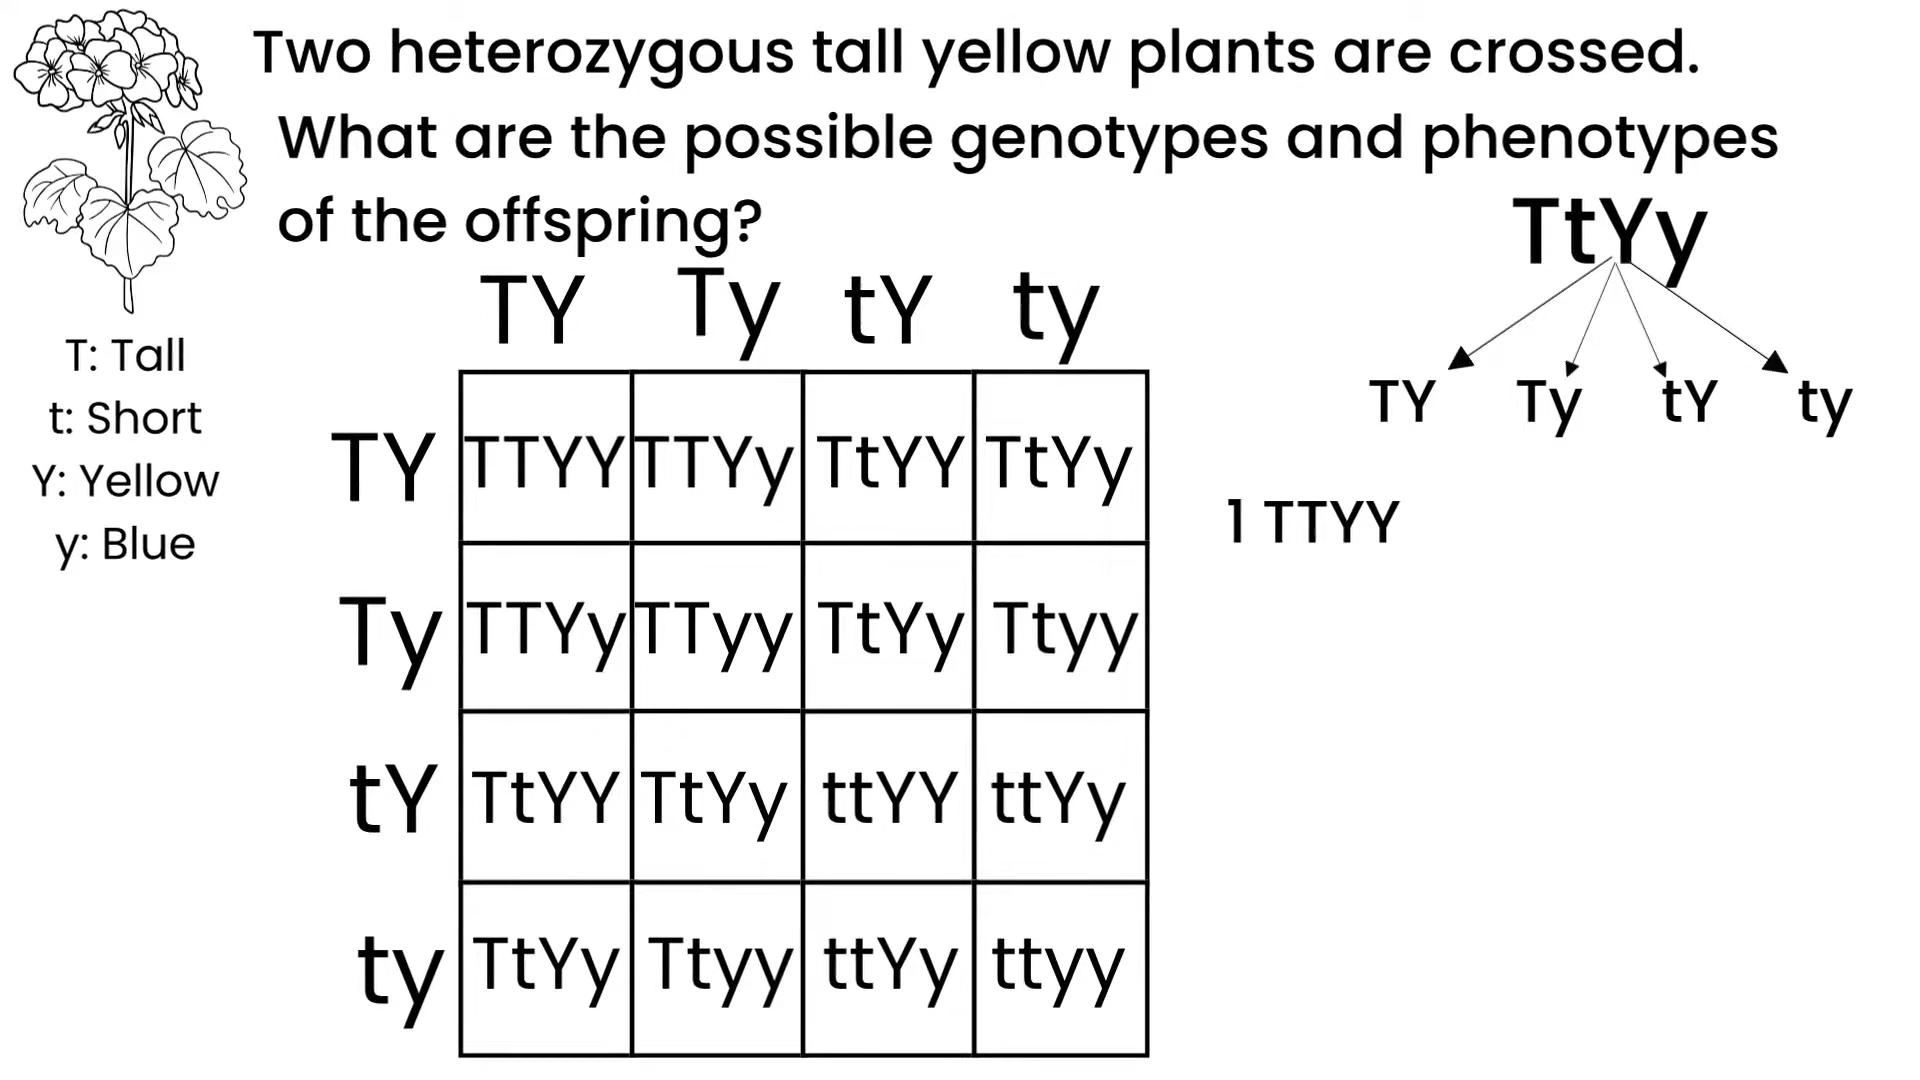 Two heterozygous tall yellow plants are crossed.
What are the possible genotypes and phenotypes
of the offspring?
TtYy
TY Ty tY ty
T: Tall
t: Short
Y: Yellow
y: Blue
TY Ty tY ty
TY TTYY TTYy TtYY TtYy
Ty TTYy TTyy TtYy Ttyy
tY TtYY TtYy ttYY ttYy
ty TtYy Ttyy ttYy ttyy
1 TTYY